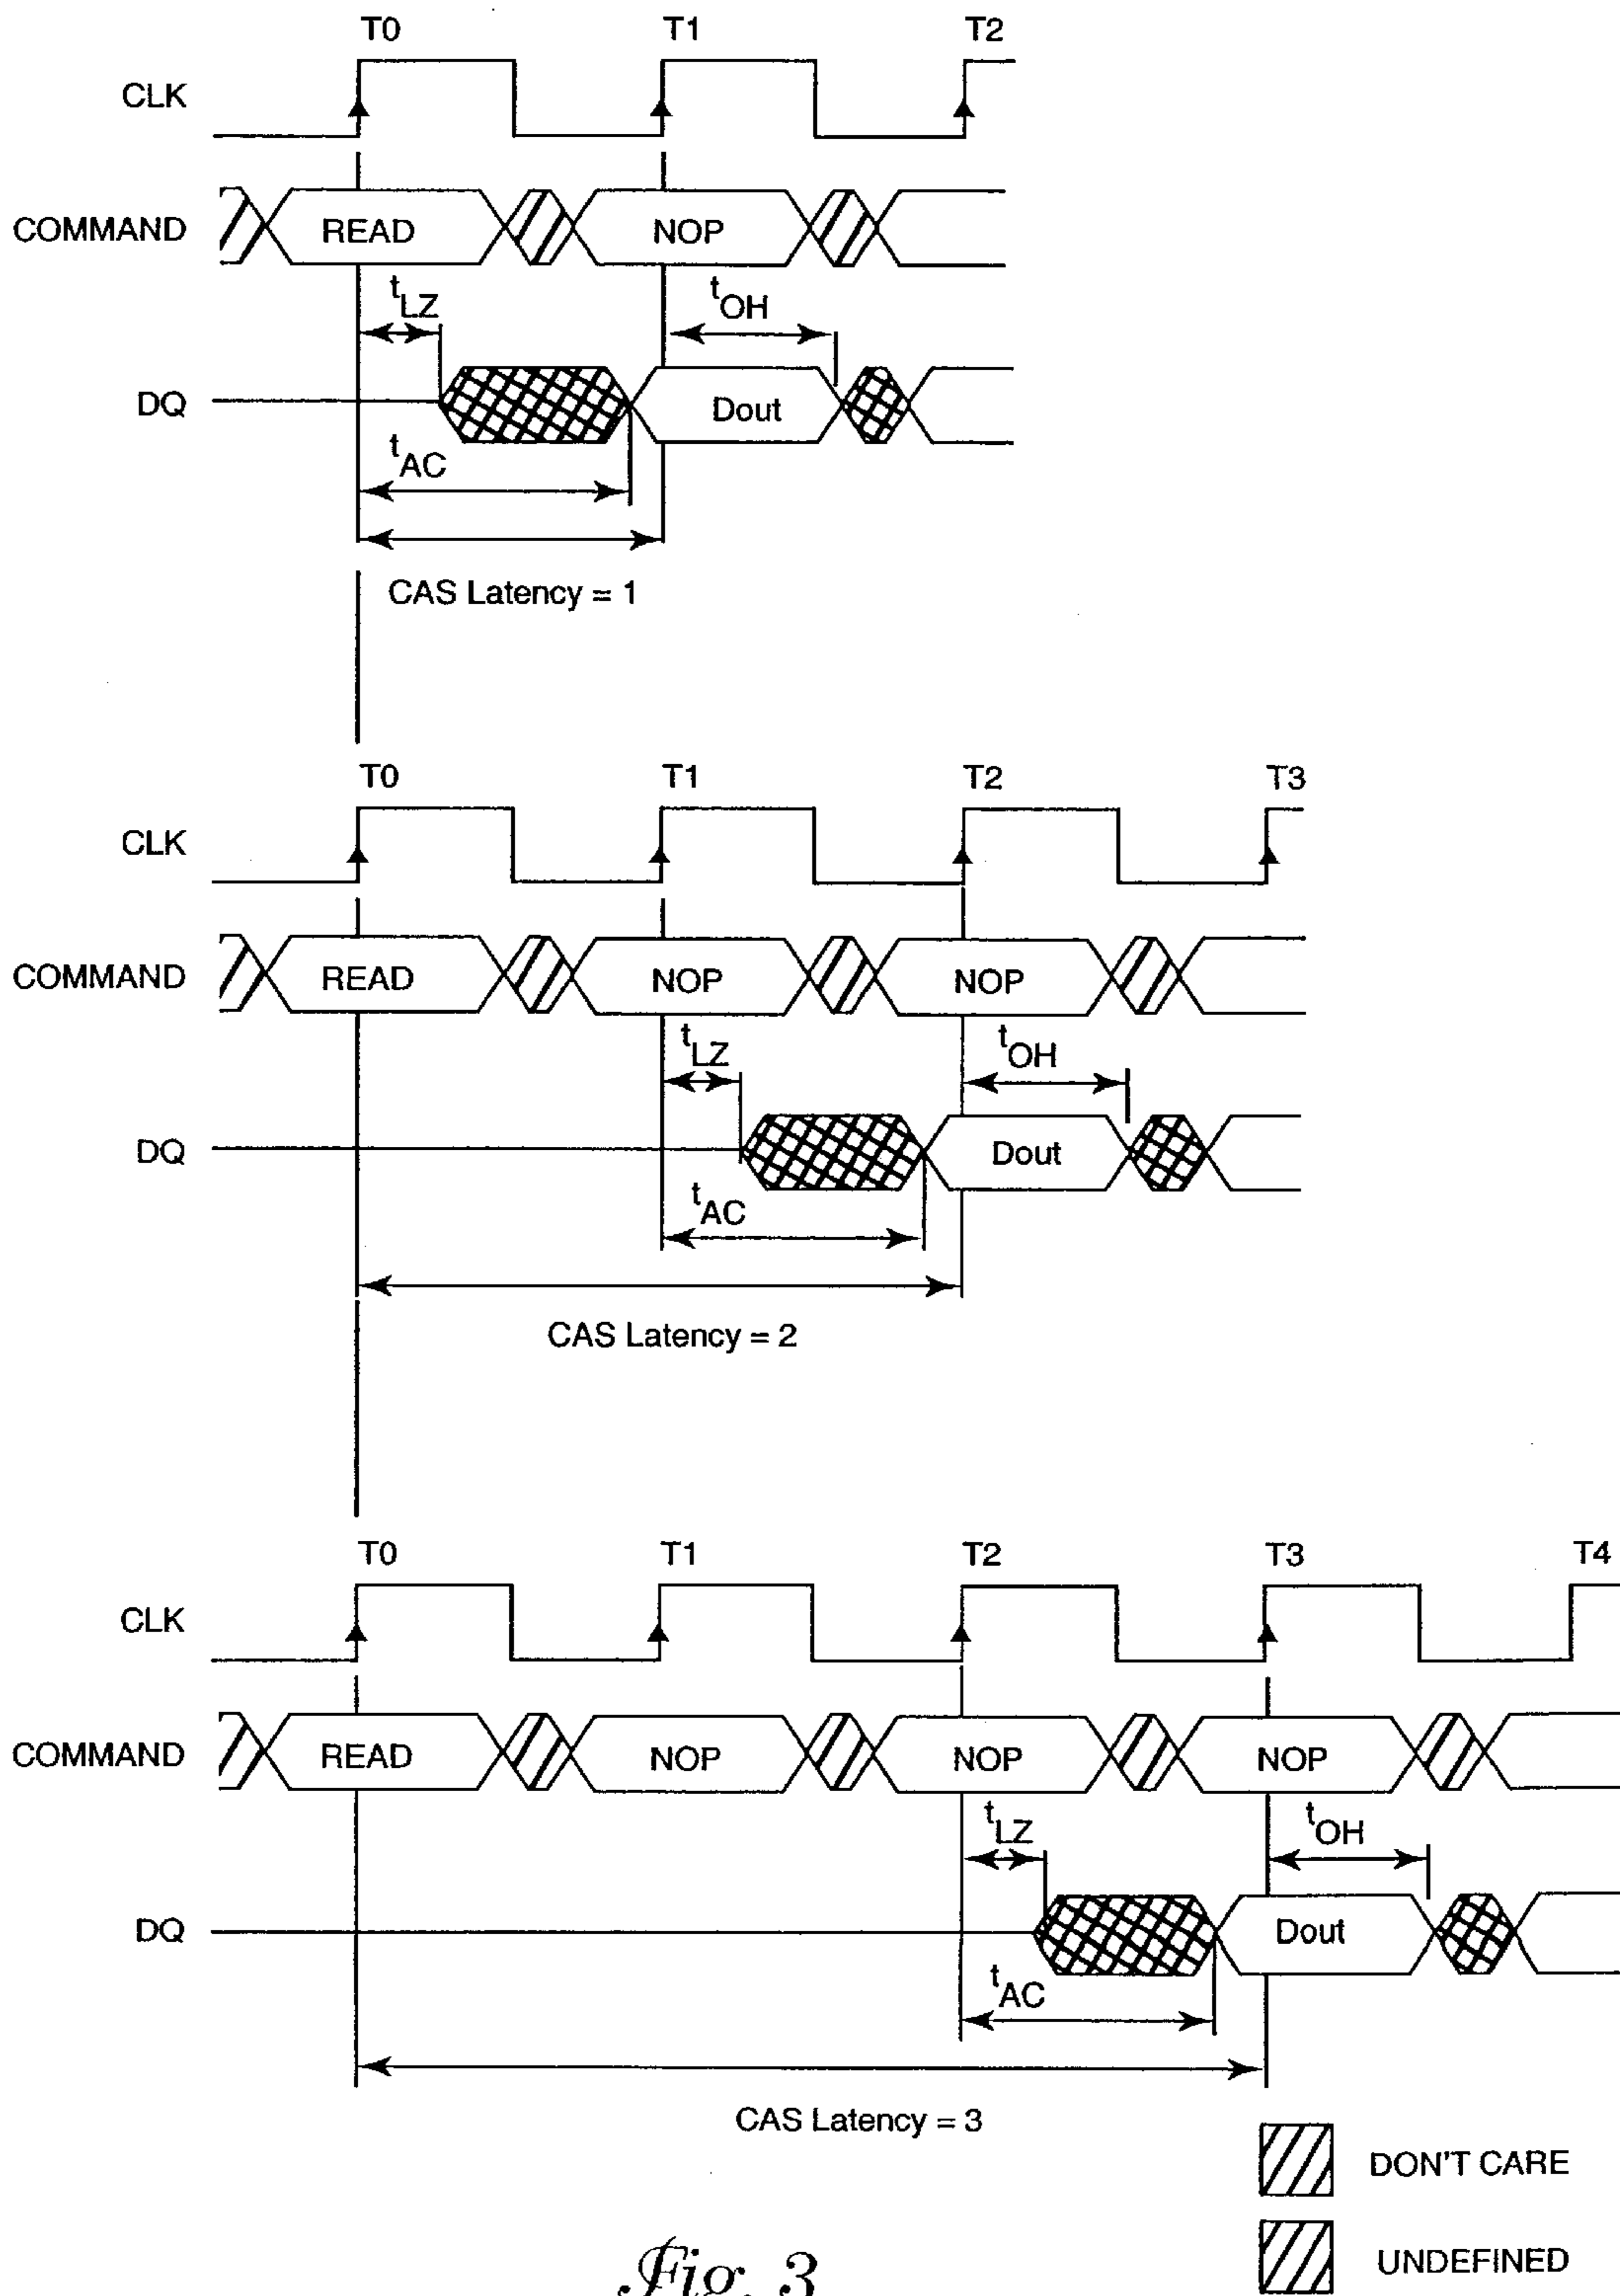 T0 T1 T2
CLK
COMMAND READ NOP
tLZ tOH
DQ Dout
tAC
CAS Latency = 1
T0 T1 T2 T3
CLK
COMMAND READ NOP NOP
tLZ tOH
DQ Dout
tAC
CAS Latency = 2
T0 T1 T2 T3 T4
CLK
COMMAND READ NOP NOP NOP
tLZ tOH
DQ Dout
tAC
CAS Latency = 3
DON'T CARE
UNDEFINED
Fig. 3